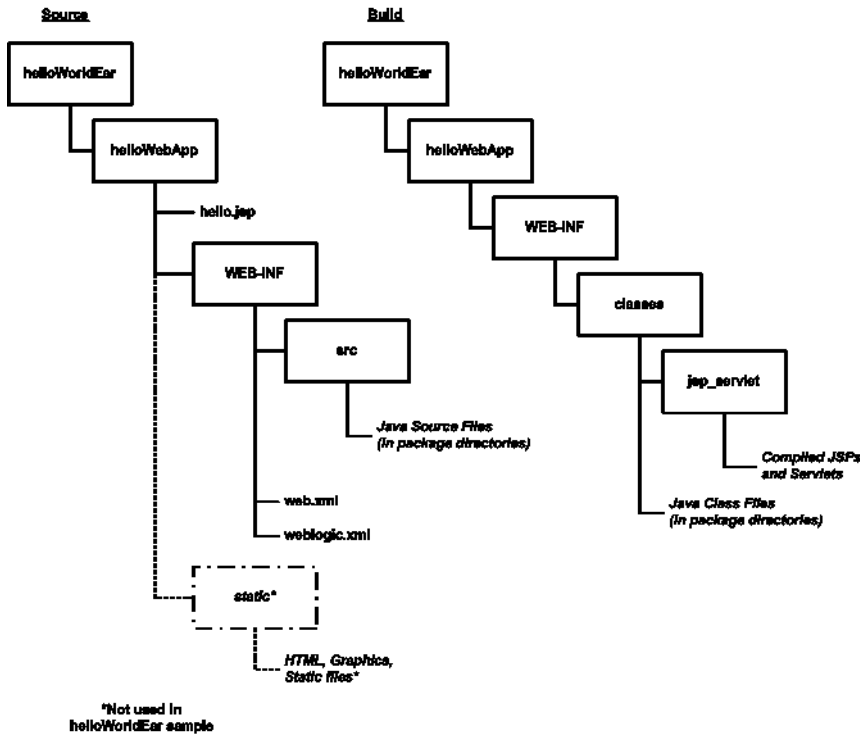 Source
helloWorldEar
helloWebApp
hello.jsp
WEB-INF
src
Java Source Files
(in package directories)
web.xml
weblogic.xml
static*
HTML, Graphics,
Static files*
*Not used in
helloWorldEar sample
Build
helloWorldEar
helloWebApp
WEB-INF
classes
jsp_servlet
Compiled JSPs
and Servlets
Java Class Files
(in package directories)